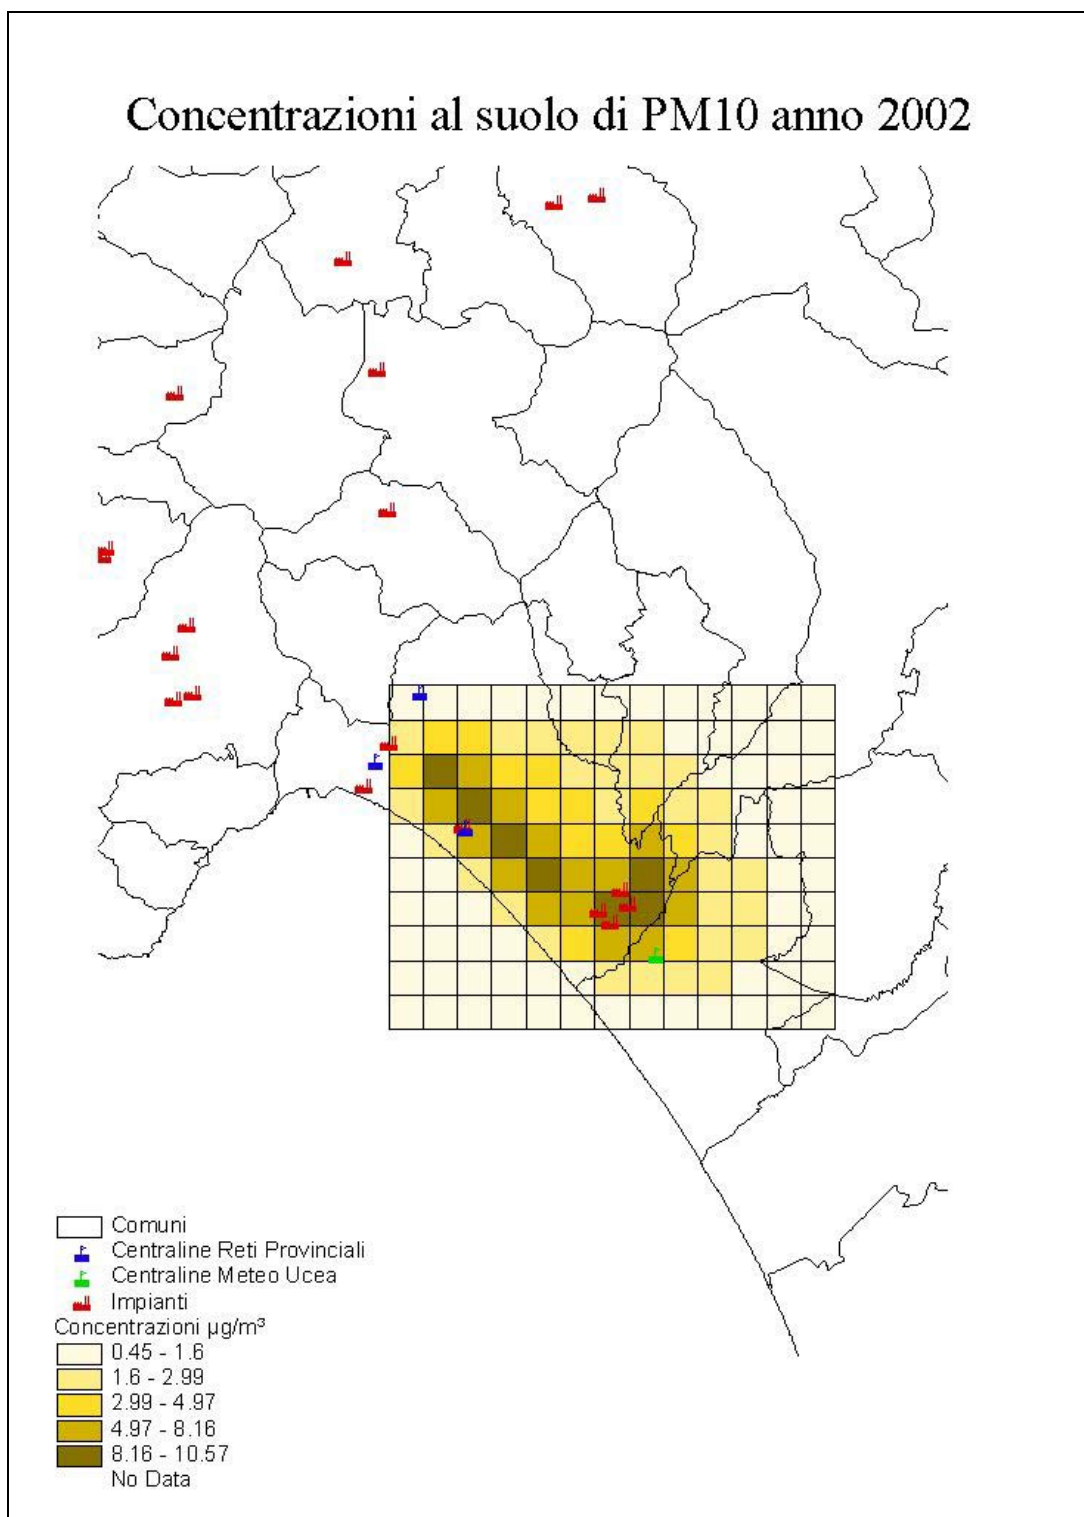 Concentrazioni al suolo di PM10 anno 2002
Comuni
Centraline Reti Provinciali
Centraline Meteo Ucea
Impianti
Concentrazioni µg/m³
0.45 - 1.6
1.6 - 2.99
2.99 - 4.97
4.97 - 8.16
8.16 - 10.57
No Data